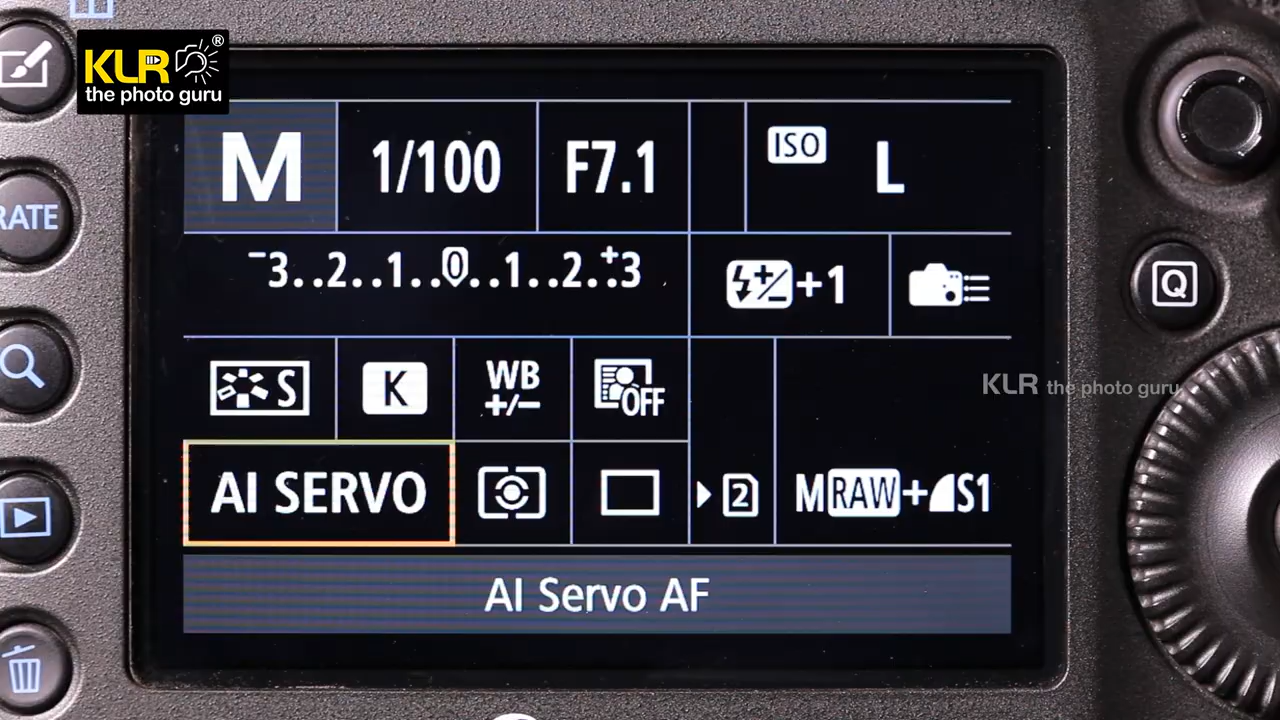 KLR®
the photo guru
M 1/100 F7.1 ISO L
-3..2..1..0..1..2..+3 +/- +1
RATE
Q
S K WB +/- OFF
KLR the photo guru
AI SERVO 2 MRAW+S1
AI Servo AF